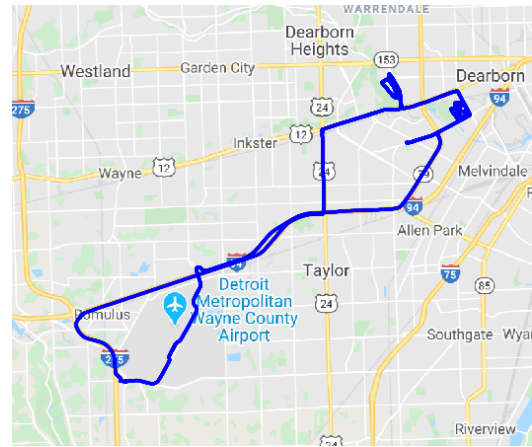 WARRENDALE
Dearborn
Heights
153
Westland
Garden City
Dearborn
275
94
24
12
Inkster
Wayne
12
24
39
Melvindale
94
Allen Park
94
Taylor
75
85
Detroit
Metropolitan
Wayne County
Airport
Romulus
24
275
Southgate
Wyan
Riverview